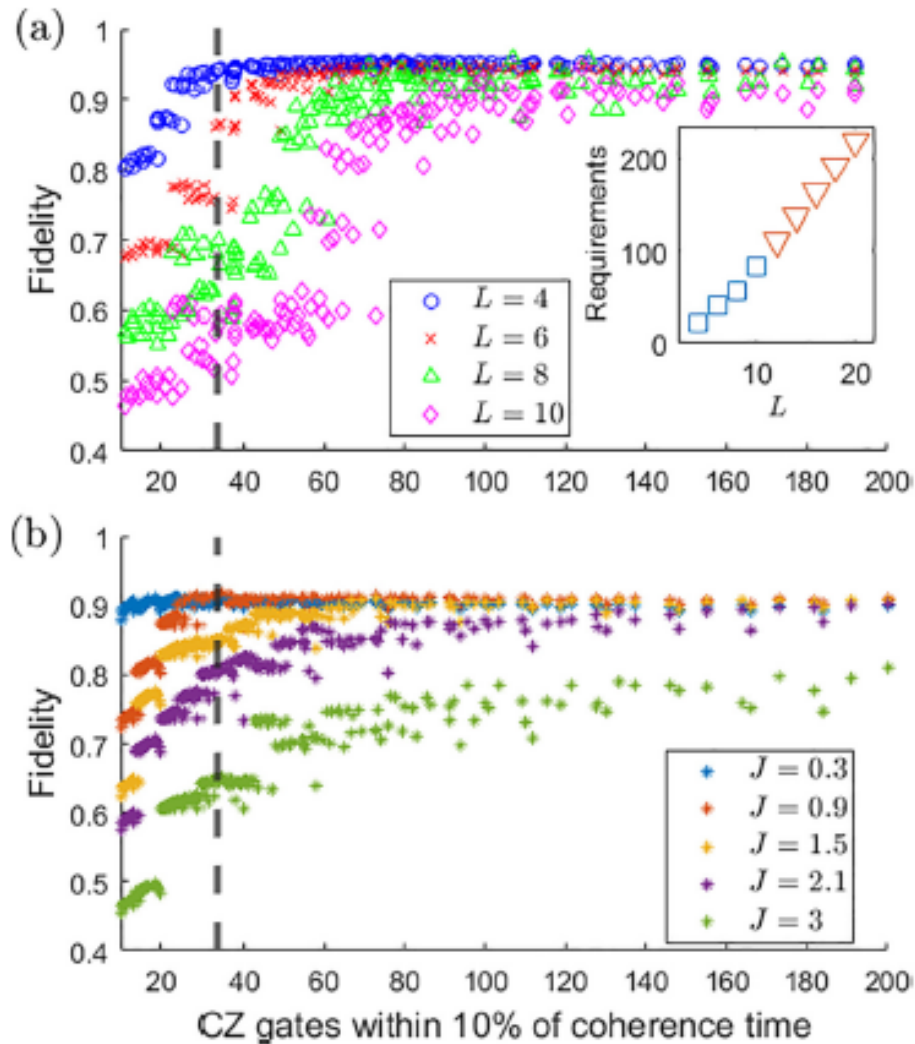 (a)
1
0.9
0.8
0.7
0.6
0.5
0.4
Fidelity
20 40 60 80 100 120 140 160 180 200
L = 4
L = 6
L = 8
L = 10
Requirements
200
100
0
10 20
L
(b)
1
0.9
0.8
0.7
0.6
0.5
0.4
Fidelity
20 40 60 80 100 120 140 160 180 200
J = 0.3
J = 0.9
J = 1.5
J = 2.1
J = 3
CZ gates within 10% of coherence time